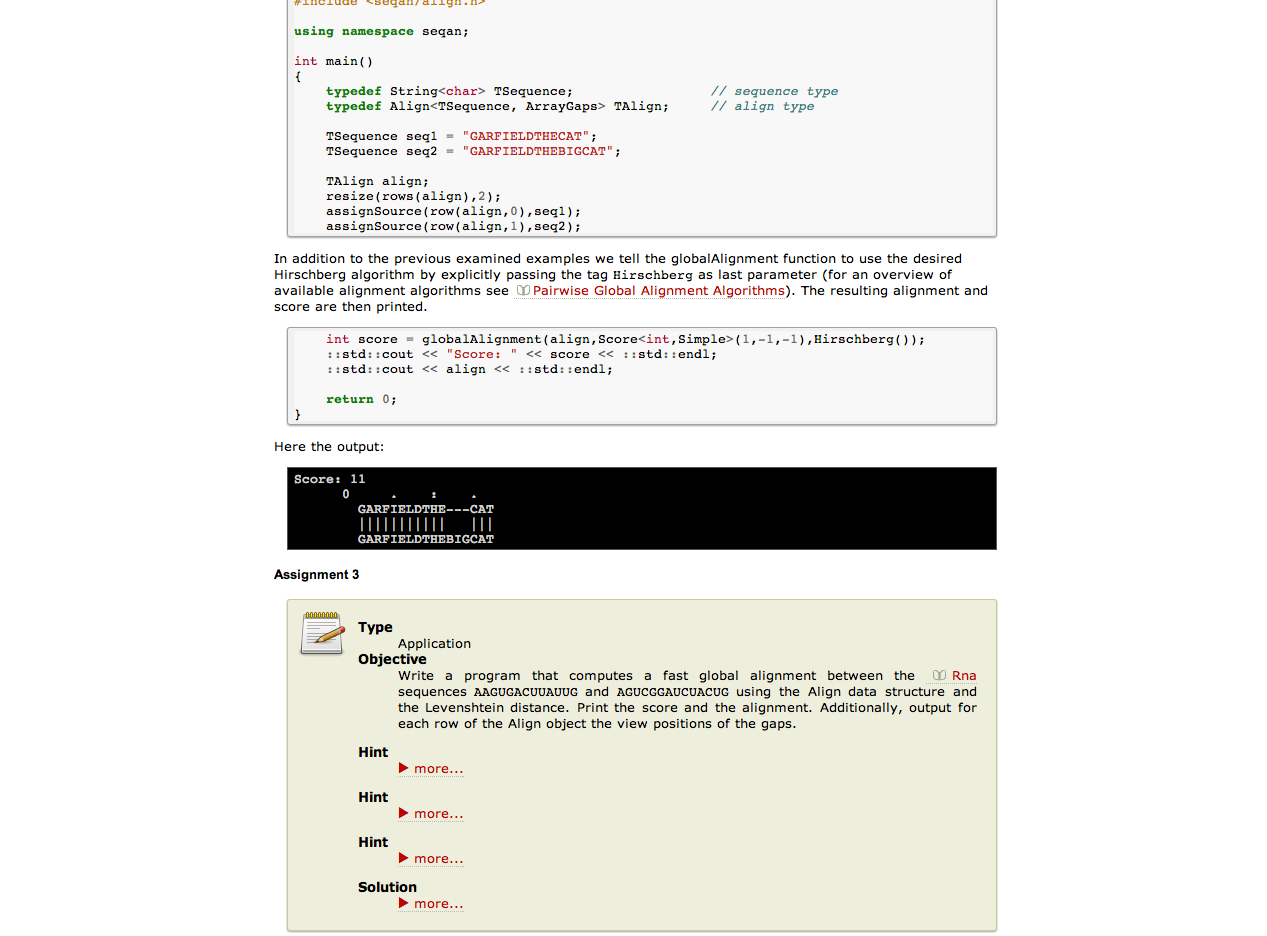 #include <seqan/align.h>
using namespace seqan;
int main()
{
typedef String<char> TSequence; // sequence type
typedef Align<TSequence, ArrayGaps> TAlign; // align type
TSequence seq1 = "GARFIELDTHECAT";
TSequence seq2 = "GARFIELDTHEBIGCAT";
TAlign align;
resize(rows(align),2);
assignSource(row(align,0),seq1);
assignSource(row(align,1),seq2);
In addition to the previous examined examples we tell the globalAlignment function to use the desired
Hirschberg algorithm by explicitly passing the tag Hirschberg as last parameter (for an overview of
available alignment algorithms see Pairwise Global Alignment Algorithms). The resulting alignment and
score are then printed.
int score = globalAlignment(align,Score<int,Simple>(1,-1,-1),Hirschberg());
::std::cout << "Score: " << score << ::std::endl;
::std::cout << align << ::std::endl;
return 0;
}
Here the output:
Score: 11
0 . : .
GARFIELDTHE---CAT
||||||||||| |||
GARFIELDTHEBIGCAT
Assignment 3
Type
Application
Objective
Write a program that computes a fast global alignment between the Rna
sequences AAGUGACUUAUUG and AGUCGGAUCUACUG using the Align data structure and
the Levenshtein distance. Print the score and the alignment. Additionally, output for
each row of the Align object the view positions of the gaps.
Hint
more...
Hint
more...
Hint
more...
Solution
more...